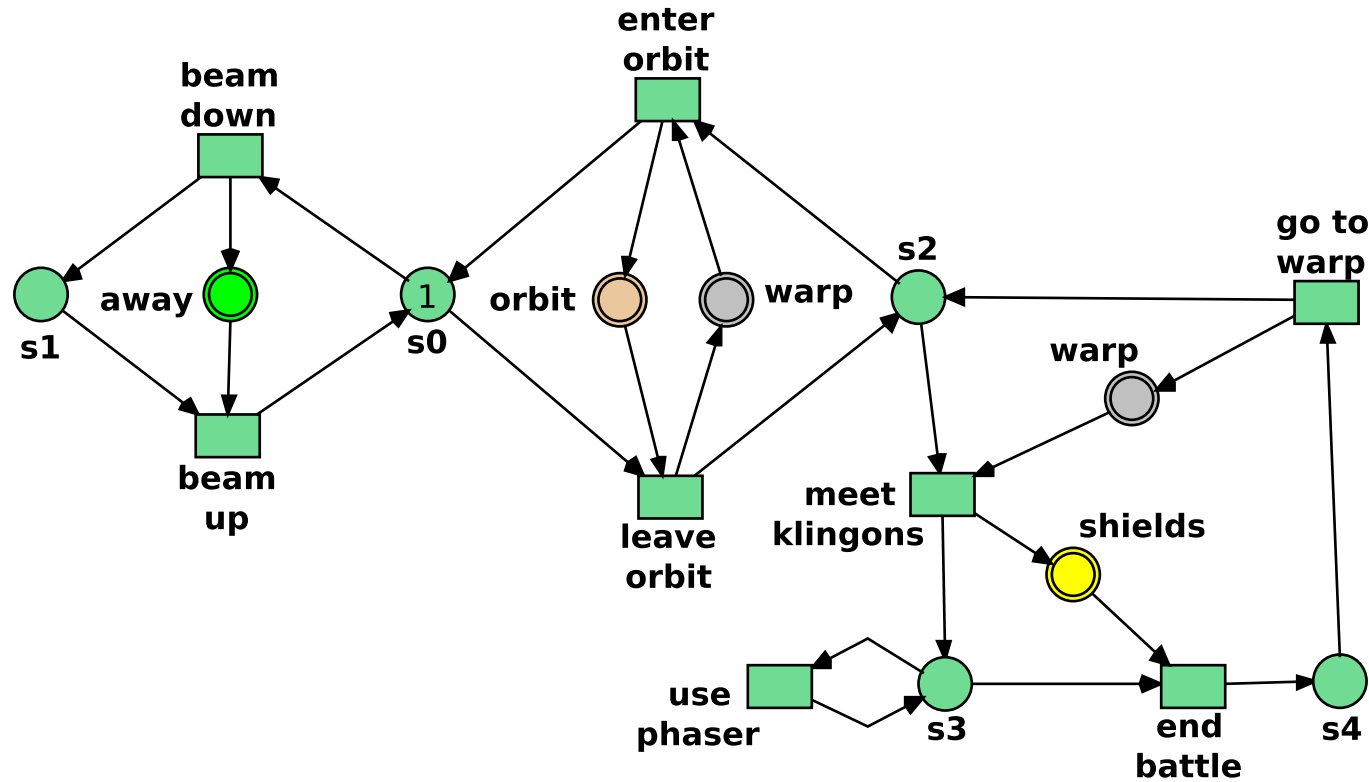 enter
orbit
beam
down
go to
warp
s2
away
1
orbit
warp
s1
s0
warp
beam
up
meet
klingons
shields
leave
orbit
use
phaser
s3
end
battle
s4